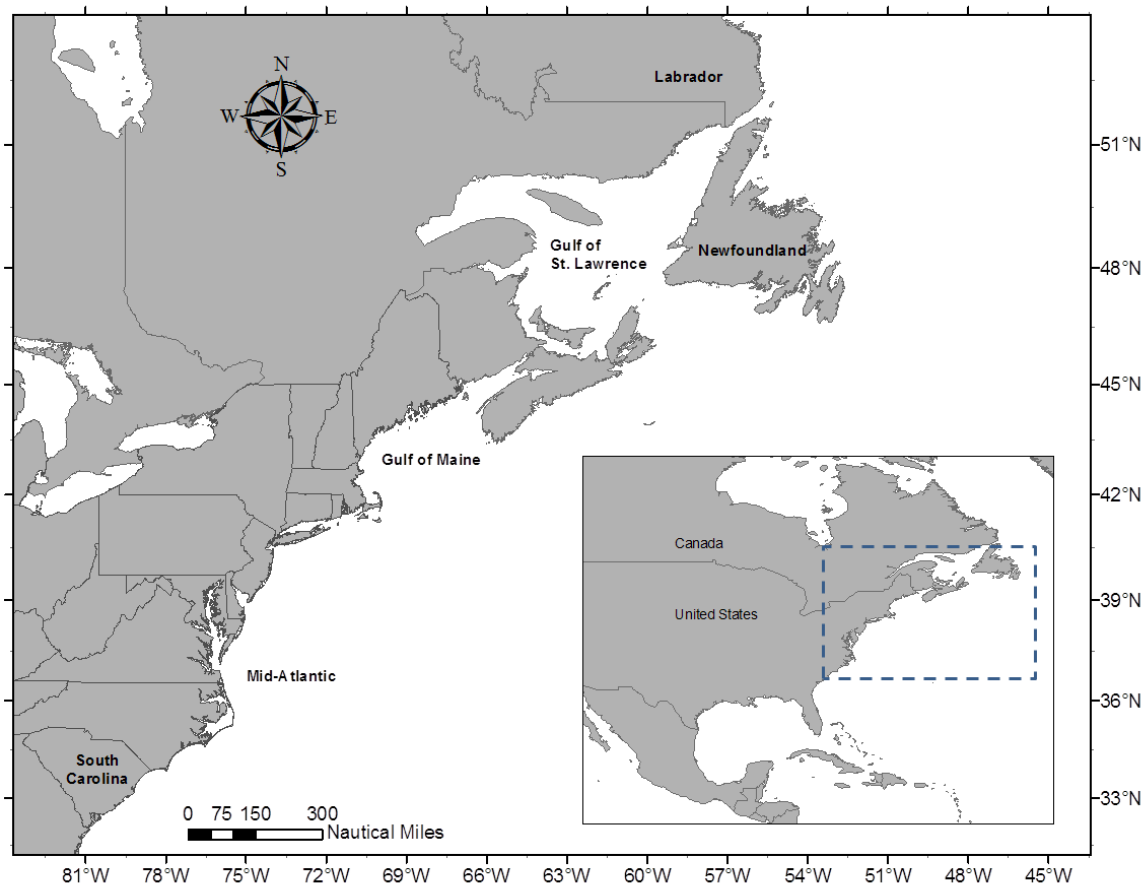 Labrador
N
W
E
S
51°N
Gulf of
St. Lawrence
Newfoundland
48°N
45°N
Gulf of Maine
42°N
Canada
United States
39°N
Mid-Atlantic
36°N
South
Carolina
33°N
0 75 150 300
Nautical Miles
81°W 78°W 75°W 72°W 69°W 66°W 63°W 60°W 57°W 54°W 51°W 48°W 45°W